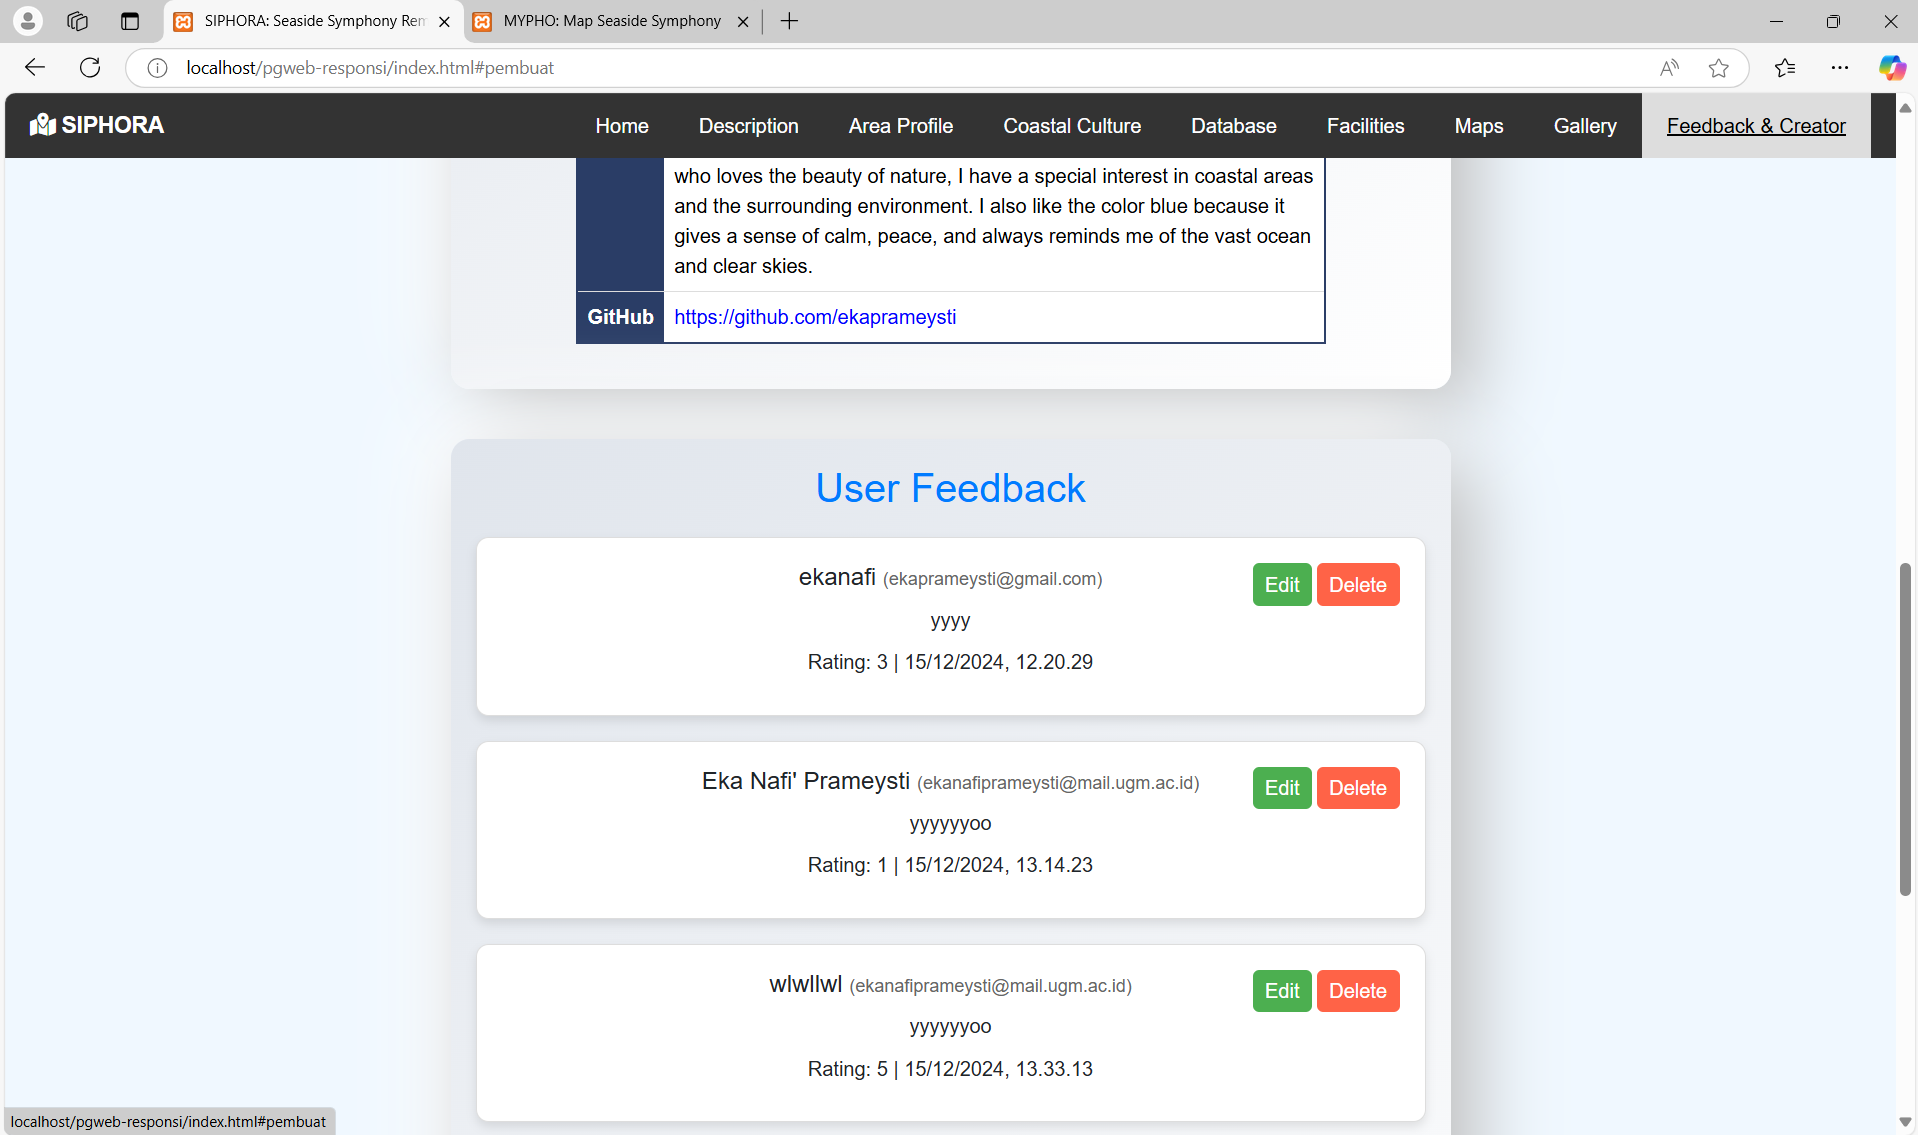 SIPHORA: Seaside Symphony Rem
MYPHO: Map Seaside Symphony
localhost/pgweb-responsi/index.html#pembuat
SIPHORA
Home
Description
Area Profile
Coastal Culture
Database
Facilities
Maps
Gallery
Feedback & Creator
who loves the beauty of nature, I have a special interest in coastal areas
and the surrounding environment. I also like the color blue because it
gives a sense of calm, peace, and always reminds me of the vast ocean
and clear skies.
GitHub
https://github.com/ekaprameysti
User Feedback
ekanafi (ekaprameysti@gmail.com)
Edit
Delete
yyyy
Rating: 3 | 15/12/2024, 12.20.29
Eka Nafi' Prameysti (ekanafiprameysti@mail.ugm.ac.id)
Edit
Delete
yyyyyyoo
Rating: 1 | 15/12/2024, 13.14.23
wlwllwl (ekanafiprameysti@mail.ugm.ac.id)
Edit
Delete
yyyyyyoo
Rating: 5 | 15/12/2024, 13.33.13
localhost/pgweb-responsi/index.html#pembuat